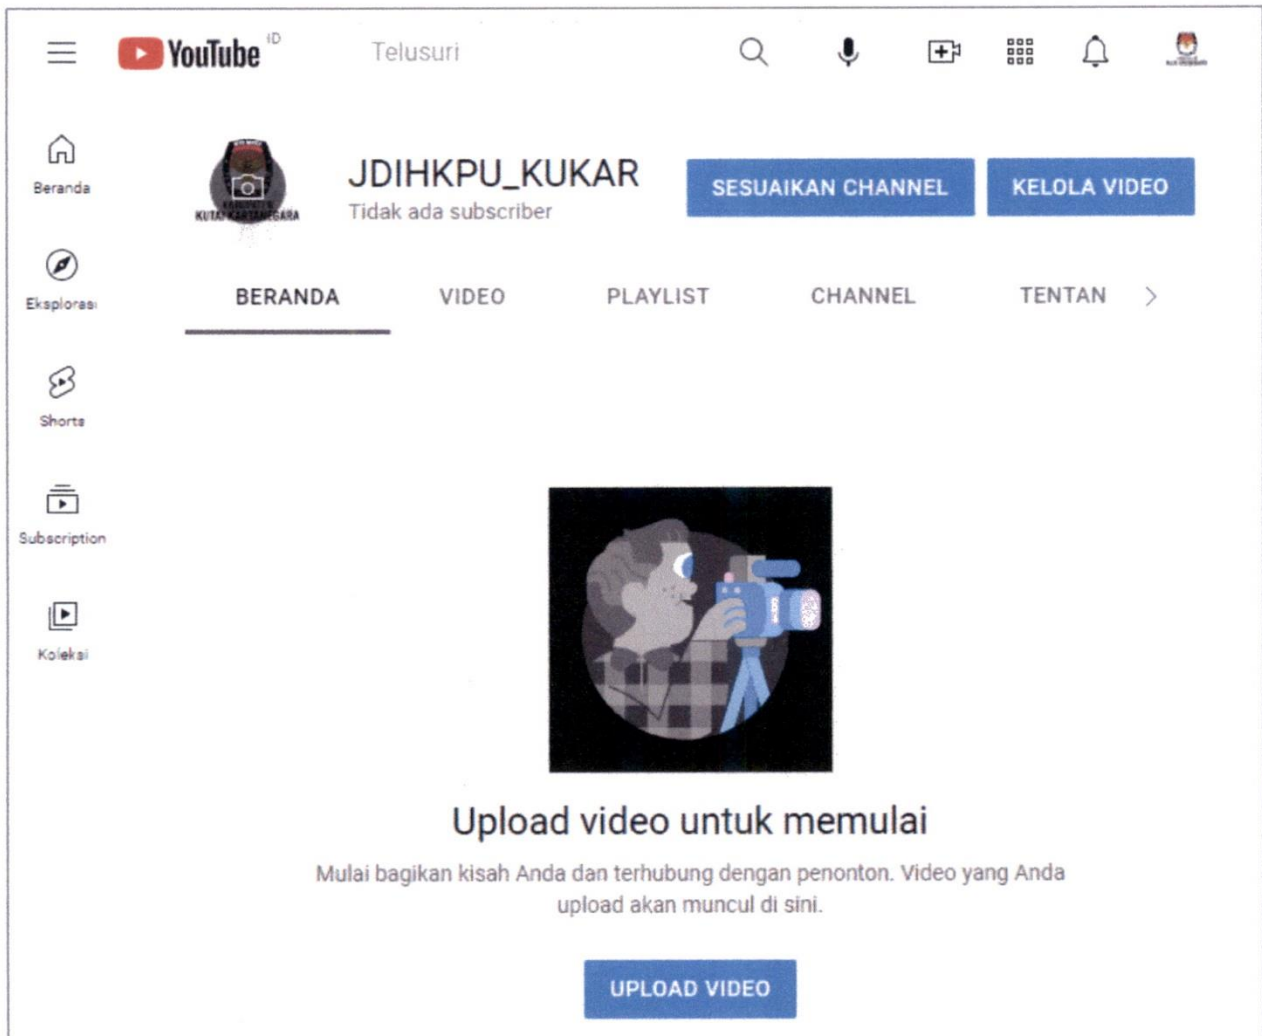 YouTube ID
Telusuri
Beranda
Eksplorasi
Shorts
Subscription
Koleksi
KUTAI KARTANEGARA
JDIHKPU_KUKAR
Tidak ada subscriber
SESUAIKAN CHANNEL
KELOLA VIDEO
BERANDA
VIDEO
PLAYLIST
CHANNEL
TENTAN
Upload video untuk memulai
Mulai bagikan kisah Anda dan terhubung dengan penonton. Video yang Anda
upload akan muncul di sini.
UPLOAD VIDEO